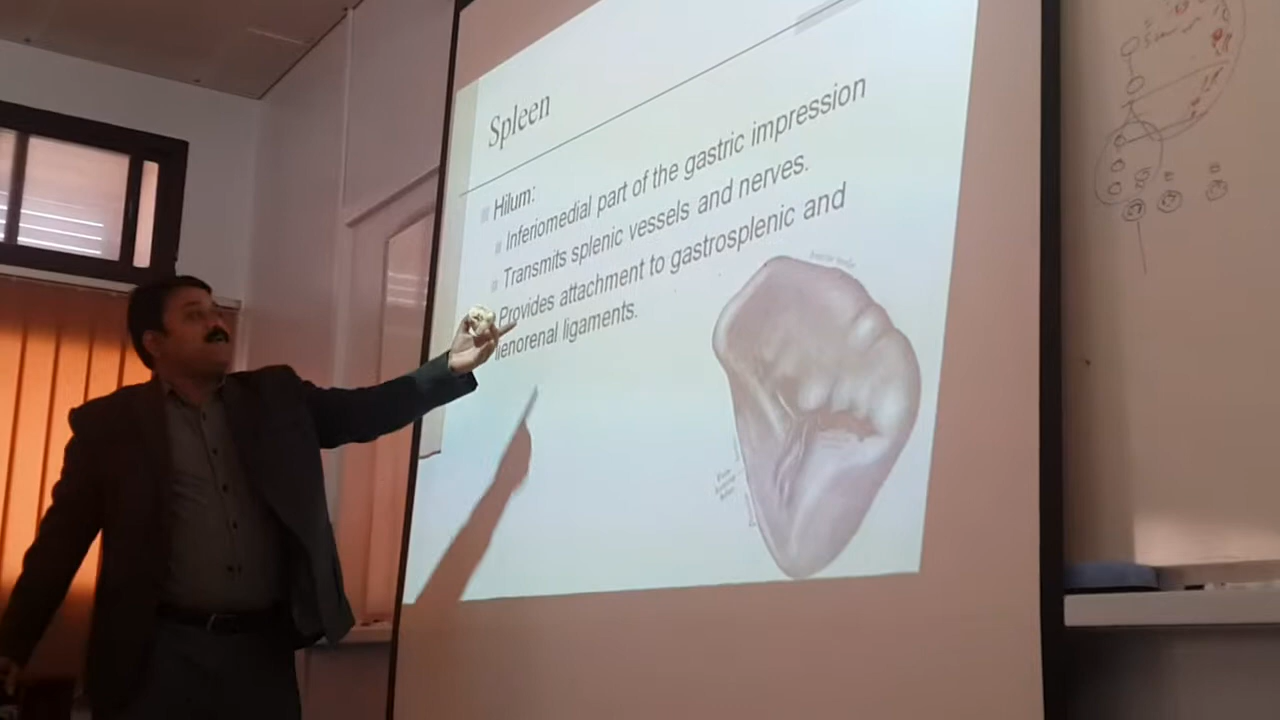 Spleen
Hilum:
Inferiomedial part of the gastric impression
Transmits splenic vessels and nerves.
Provides attachment to gastrosplenic and
lienorenal ligaments.